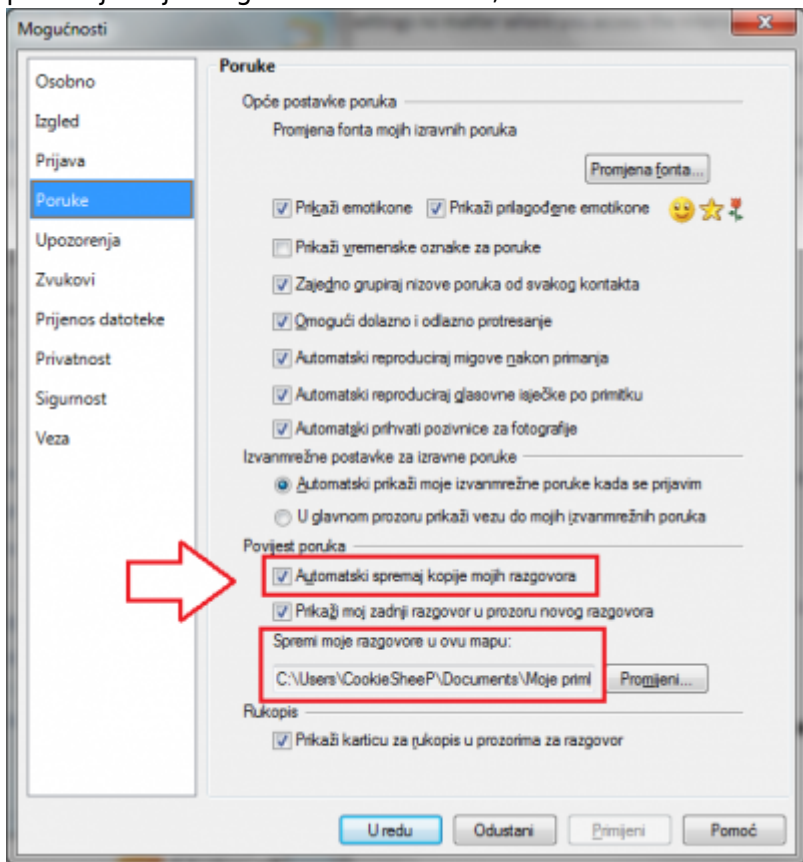 Mogućnosti
Osobno
Izgled
Prijava
Poruke
Upozorenja
Zvukovi
Prijenos datoteke
Privatnost
Sigurnost
Veza
Poruke
Opće postavke poruka
Promjena fonta mojih izravnih poruka
Promjena fonta...
Prikaži emotikone Prikaži prilagođene emotikone
Prikaži vremenske oznake za poruke
Zajedno grupiraj nizove poruka od svakog kontakta
Omogući dolazno i odlazno protresanje
Automatski reproduciraj migove nakon primanja
Automatski reproduciraj glasovne isječke po primitku
Automatski prihvati pozivnice za fotografije
Izvanmrežne postavke za izravne poruke
Automatski prikaži moje izvanmrežne poruke kada se prijavim
U glavnom prozoru prikaži vezu do mojih izvanmrežnih poruka
Povijest poruka
Automatski spremaj kopije mojih razgovora
Prikaži moj zadnji razgovor u prozoru novog razgovora
Spremi moje razgovore u ovu mapu:
C:\Users\CookieSheeP\Documents\Moje priml Promijeni...
Rukopis
Prikaži karticu za rukopis u prozorima za razgovor
U redu Odustani Primijeni Pomoć